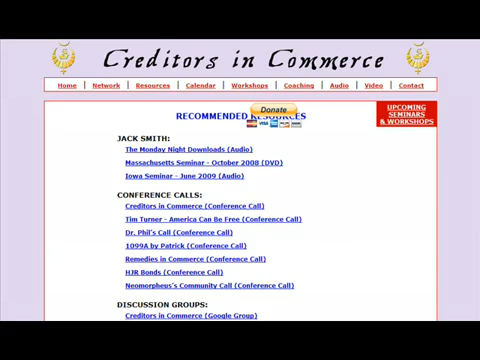 Creditors in Commerce
Home | Network | Resources | Calendar | Workshops | Coaching | Audio | Video | Contact
RECOMMENDED RESOURCES
Donate
VISA
UPCOMING
SEMINARS
& WORKSHOPS
JACK SMITH:
The Monday Night Downloads (Audio)
Massachusetts Seminar - October 2008 (DVD)
Iowa Seminar - June 2009 (Audio)
CONFERENCE CALLS:
Creditors in Commerce (Conference Call)
Tim Turner - America Can Be Free (Conference Call)
Dr. Phil's Call (Conference Call)
1099A by Patrick (Conference Call)
Remedies in Commerce (Conference Call)
HJR Bonds (Conference Call)
Neomorpheus's Community Call (Conference Call)
DISCUSSION GROUPS:
Creditors in Commerce (Google Group)